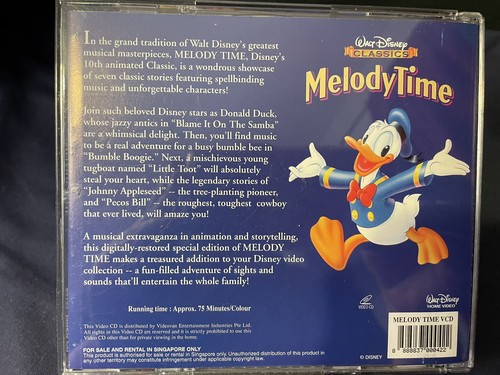 In the grand tradition of Walt Disney's greatest
musical masterpieces, MELODY TIME, Disney's
10th animated Classic, is a wondrous showcase
of seven classic stories featuring spellbinding
music and unforgettable characters!
Join such beloved Disney stars as Donald Duck,
whose jazzy antics in "Blame It On The Samba"
are a whimsical delight. Then, you'll find music
to be a real adventure for a busy bumble bee in
"Bumble Boogie." Next, a mischievous young
tugboat named "Little Toot" will absolutely
steal your heart, while the legendary stories of
"Johnny Appleseed" -- the tree-planting pioneer,
and "Pecos Bill" -- the roughest, toughest cowboy
that ever lived, will amaze you!
A musical extravaganza in animation and storytelling,
this digitally-restored special edition of MELODY
TIME makes a treasured addition to your Disney video
collection -- a fun-filled adventure of sights and
sounds that'll entertain the whole family!
Running time : Approx. 75 Minutes/Colour
This Video CD is distributed by Videovan Entertainment Industries Pte Ltd.
All rights in this Video CD are reserved and it is strictly prohibited to use this
Video CD other than for private viewing in the home.
FOR SALE AND RENTAL IN SINGAPORE ONLY
This product is authorised for sale or rental in Singapore only. Unauthorized distribution of this product to
any other territory may constitute infringement under applicable copyright law.
Walt Disney
CLASSICS
Melody Time
VIDEO CD
Walt Disney
HOME VIDEO
MELODY TIME VCD
8 888837 000422
© DISNEY